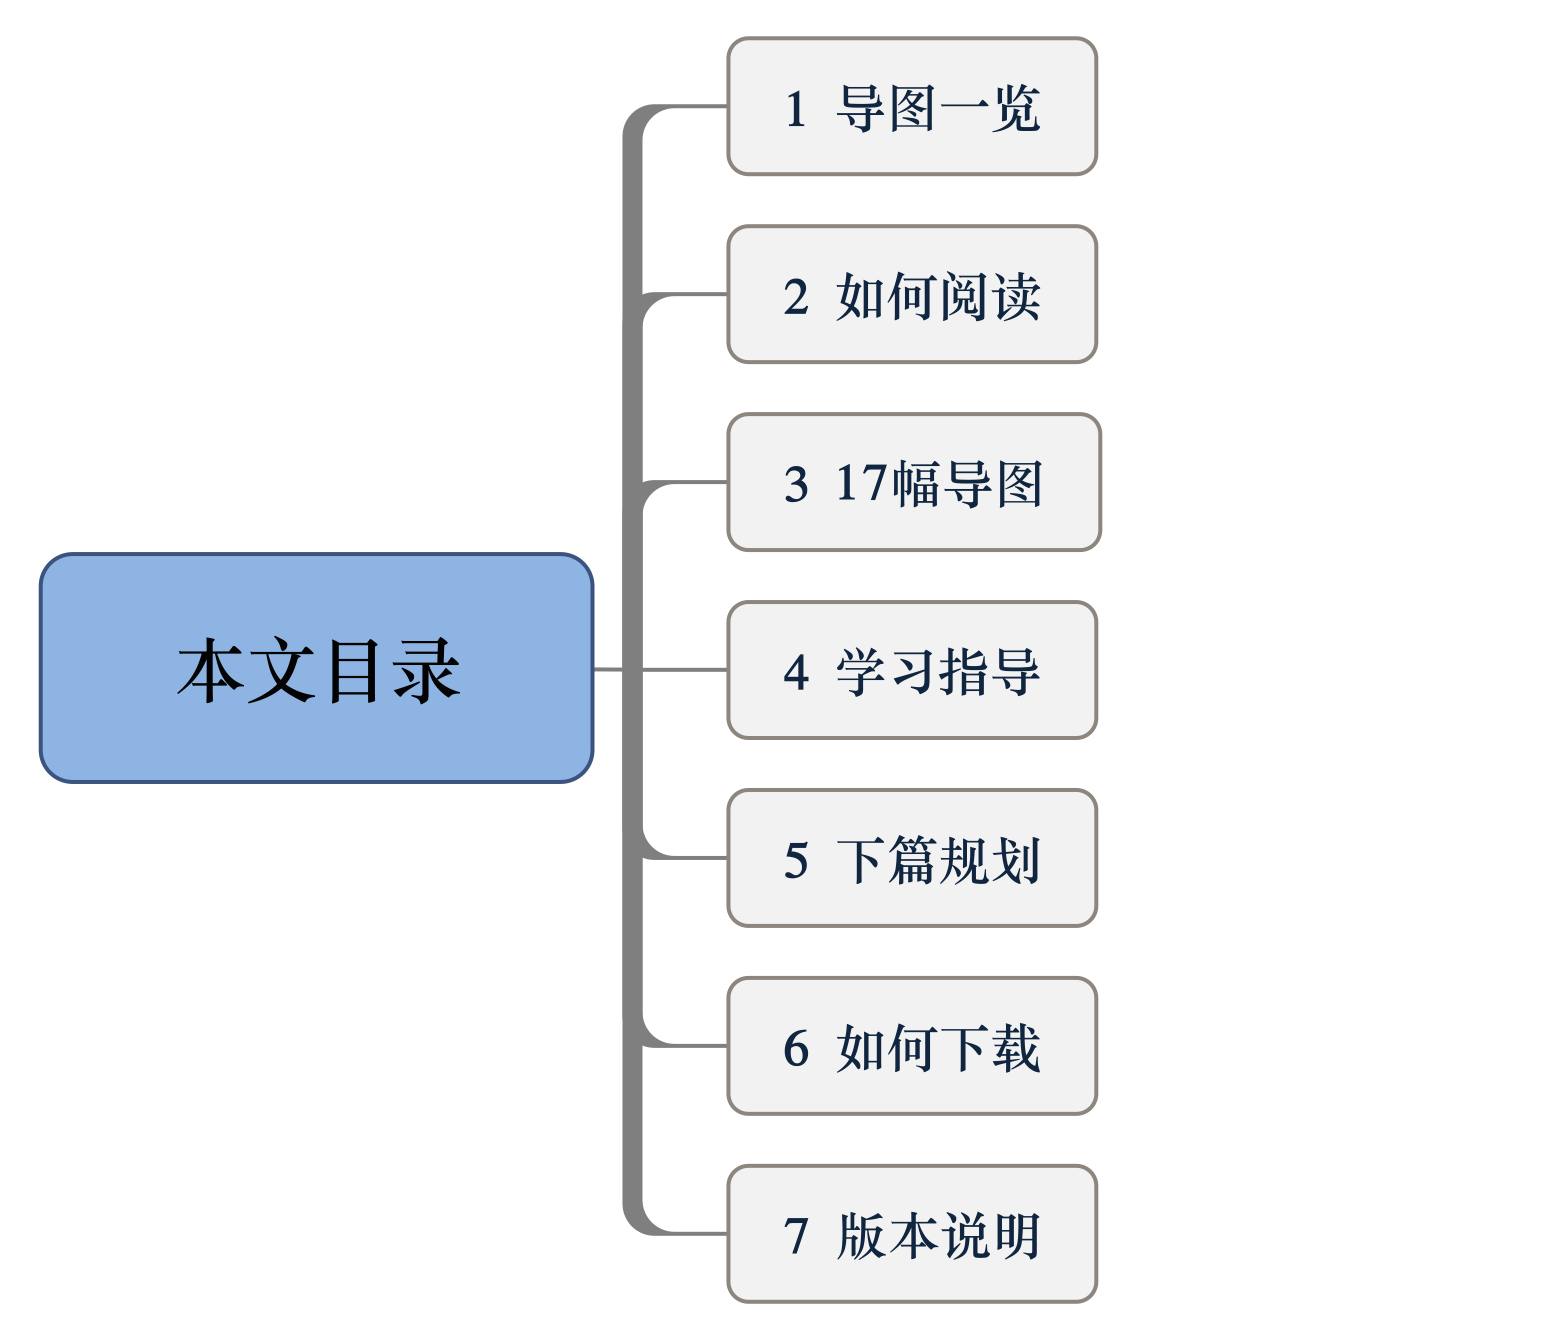 本文目录
1 导图一览
2 如何阅读
3 17幅导图
4 学习指导
5 下篇规划
6 如何下载
7 版本说明